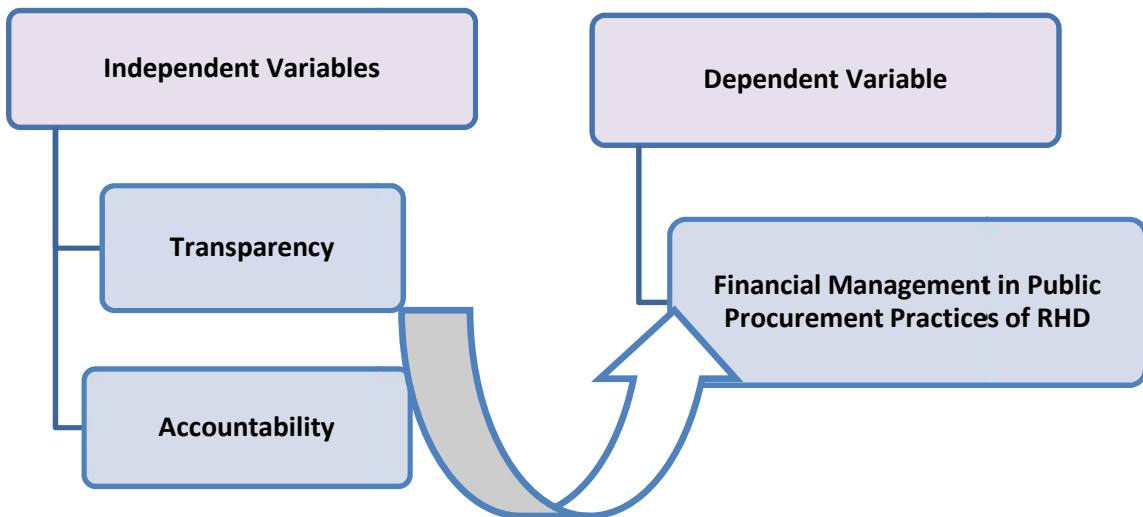 Independent Variables
Dependent Variable
Transparency
Accountability
Financial Management in Public
Procurement Practices of RHD